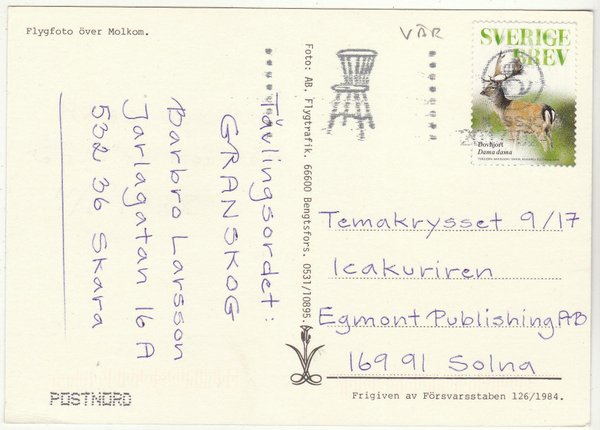 Flygfoto över Molkom.
VÅR
SVERIGE
BREV
Dovhjort
Dama dama
Foto: AB. Flygtrafik. 66600 Bengtsfors. 0531/10895.
Tävlingsordet:
GRANSKOG
Barbro Larsson
Jarlagatan 16 A
532 36 Skara
Temakrysset 9/17
Icakuriren
Egmont Publishing AB
169 91 Solna
POSTNORD
Frigiven av Försvarsstaben 126/1984.